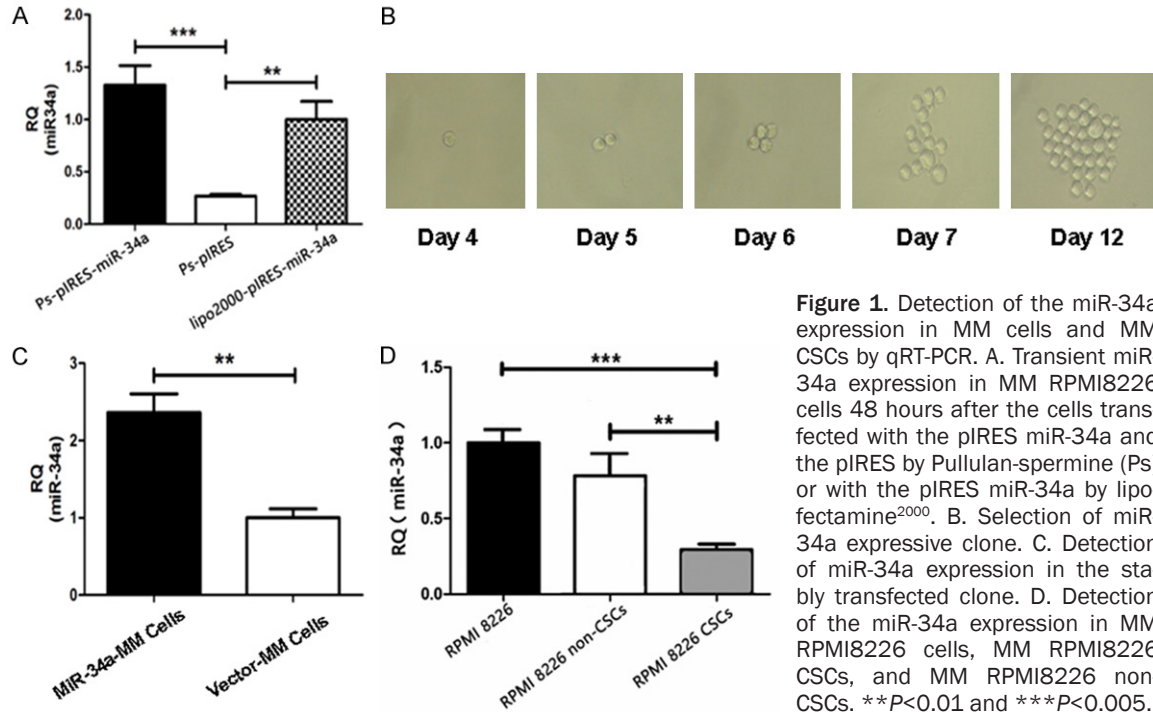 A
RQ
(miR34a)
2.0
1.5
1.0
0.5
0.0
***
**
Ps-pIRES-miR-34a
Ps-pIRES
lipo2000-pIRES-miR-34a
B
Day 4
Day 5
Day 6
Day 7
Day 12
C
RQ
(miR-34a)
3
2
1
0
**
MiR-34a-MM Cells
Vector-MM Cells
D
RQ ( miR-34a )
1.5
1.0
0.5
0.0
***
**
RPMI 8226
RPMI 8226 non-CSCs
RPMI 8226 CSCs
Figure 1. Detection of the miR-34a
expression in MM cells and MM
CSCs by qRT-PCR. A. Transient miR-
34a expression in MM RPMI8226
cells 48 hours after the cells trans-
fected with the pIRES miR-34a and
the pIRES by Pullulan-spermine (Ps)
or with the pIRES miR-34a by lipo-
fectamine2000. B. Selection of miR-
34a expressive clone. C. Detection
of miR-34a expression in the sta-
bly transfected clone. D. Detection
of the miR-34a expression in MM
RPMI8226 cells, MM RPMI8226
CSCs, and MM RPMI8226 non-
CSCs. **P<0.01 and ***P<0.005.